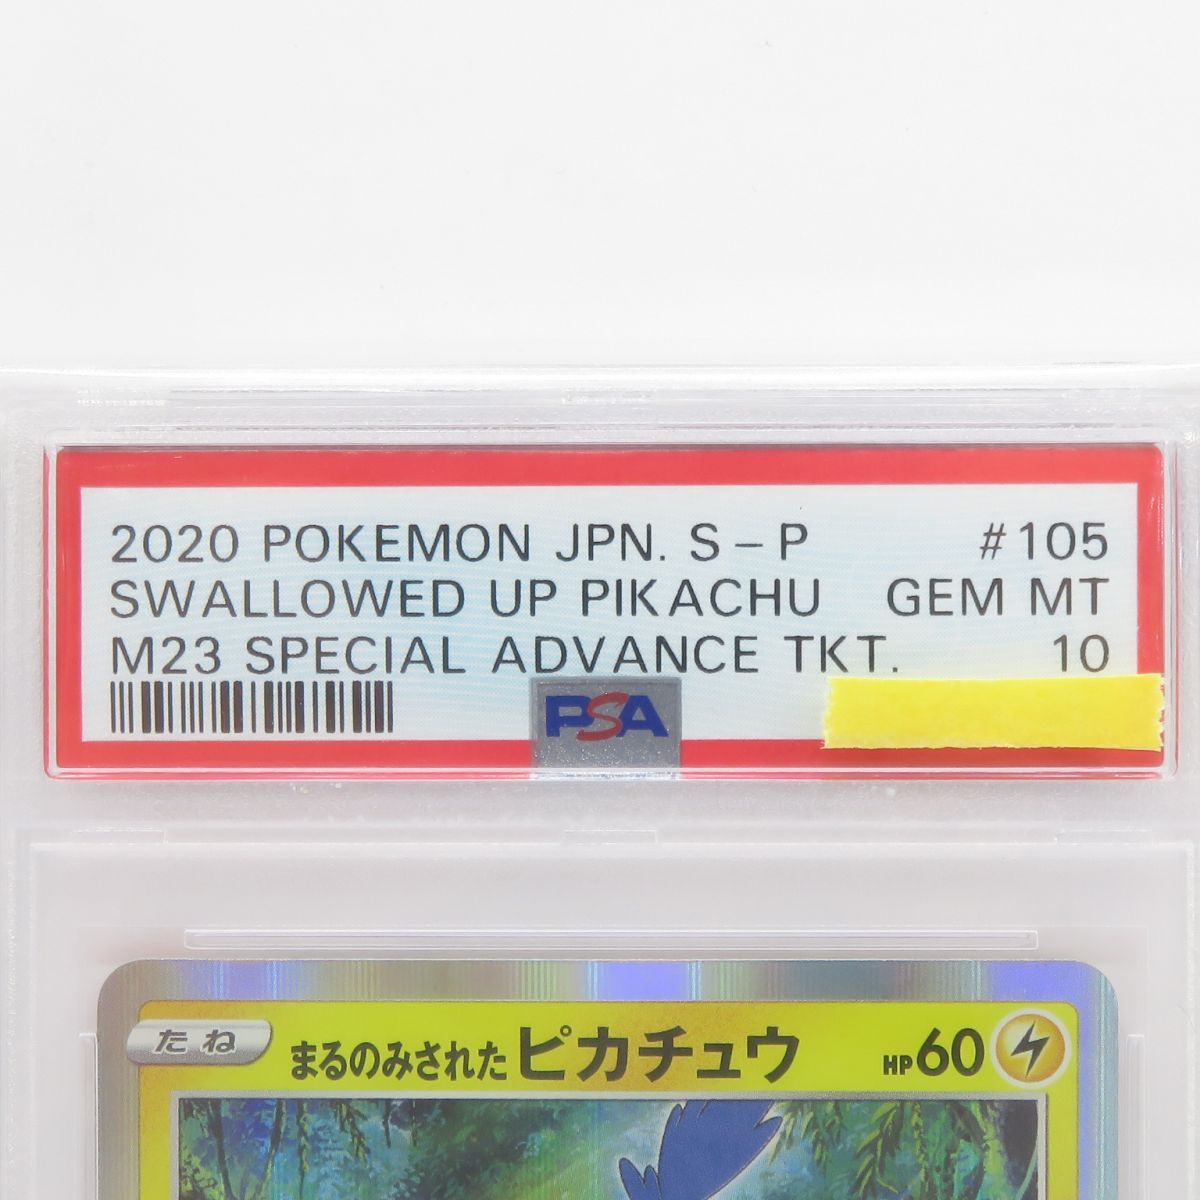 2020 POKEMON JPN. S-P #105
SWALLOWED UP PIKACHU GEM MT
M23 SPECIAL ADVANCE TKT. 10
PSA
たね まるのみされたピカチュウ HP60